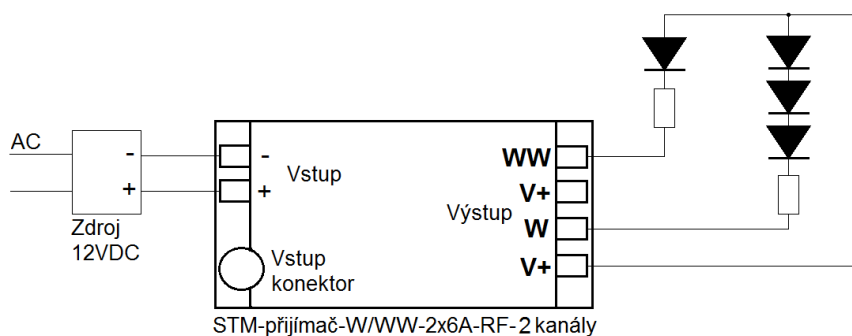 AC
-
+
Zdroj
12VDC
-
+
Vstup
Vstup
konektor
WW
V+
Výstup
W
V+
STM-přijímač-W/WW-2x6A-RF-2 kanály